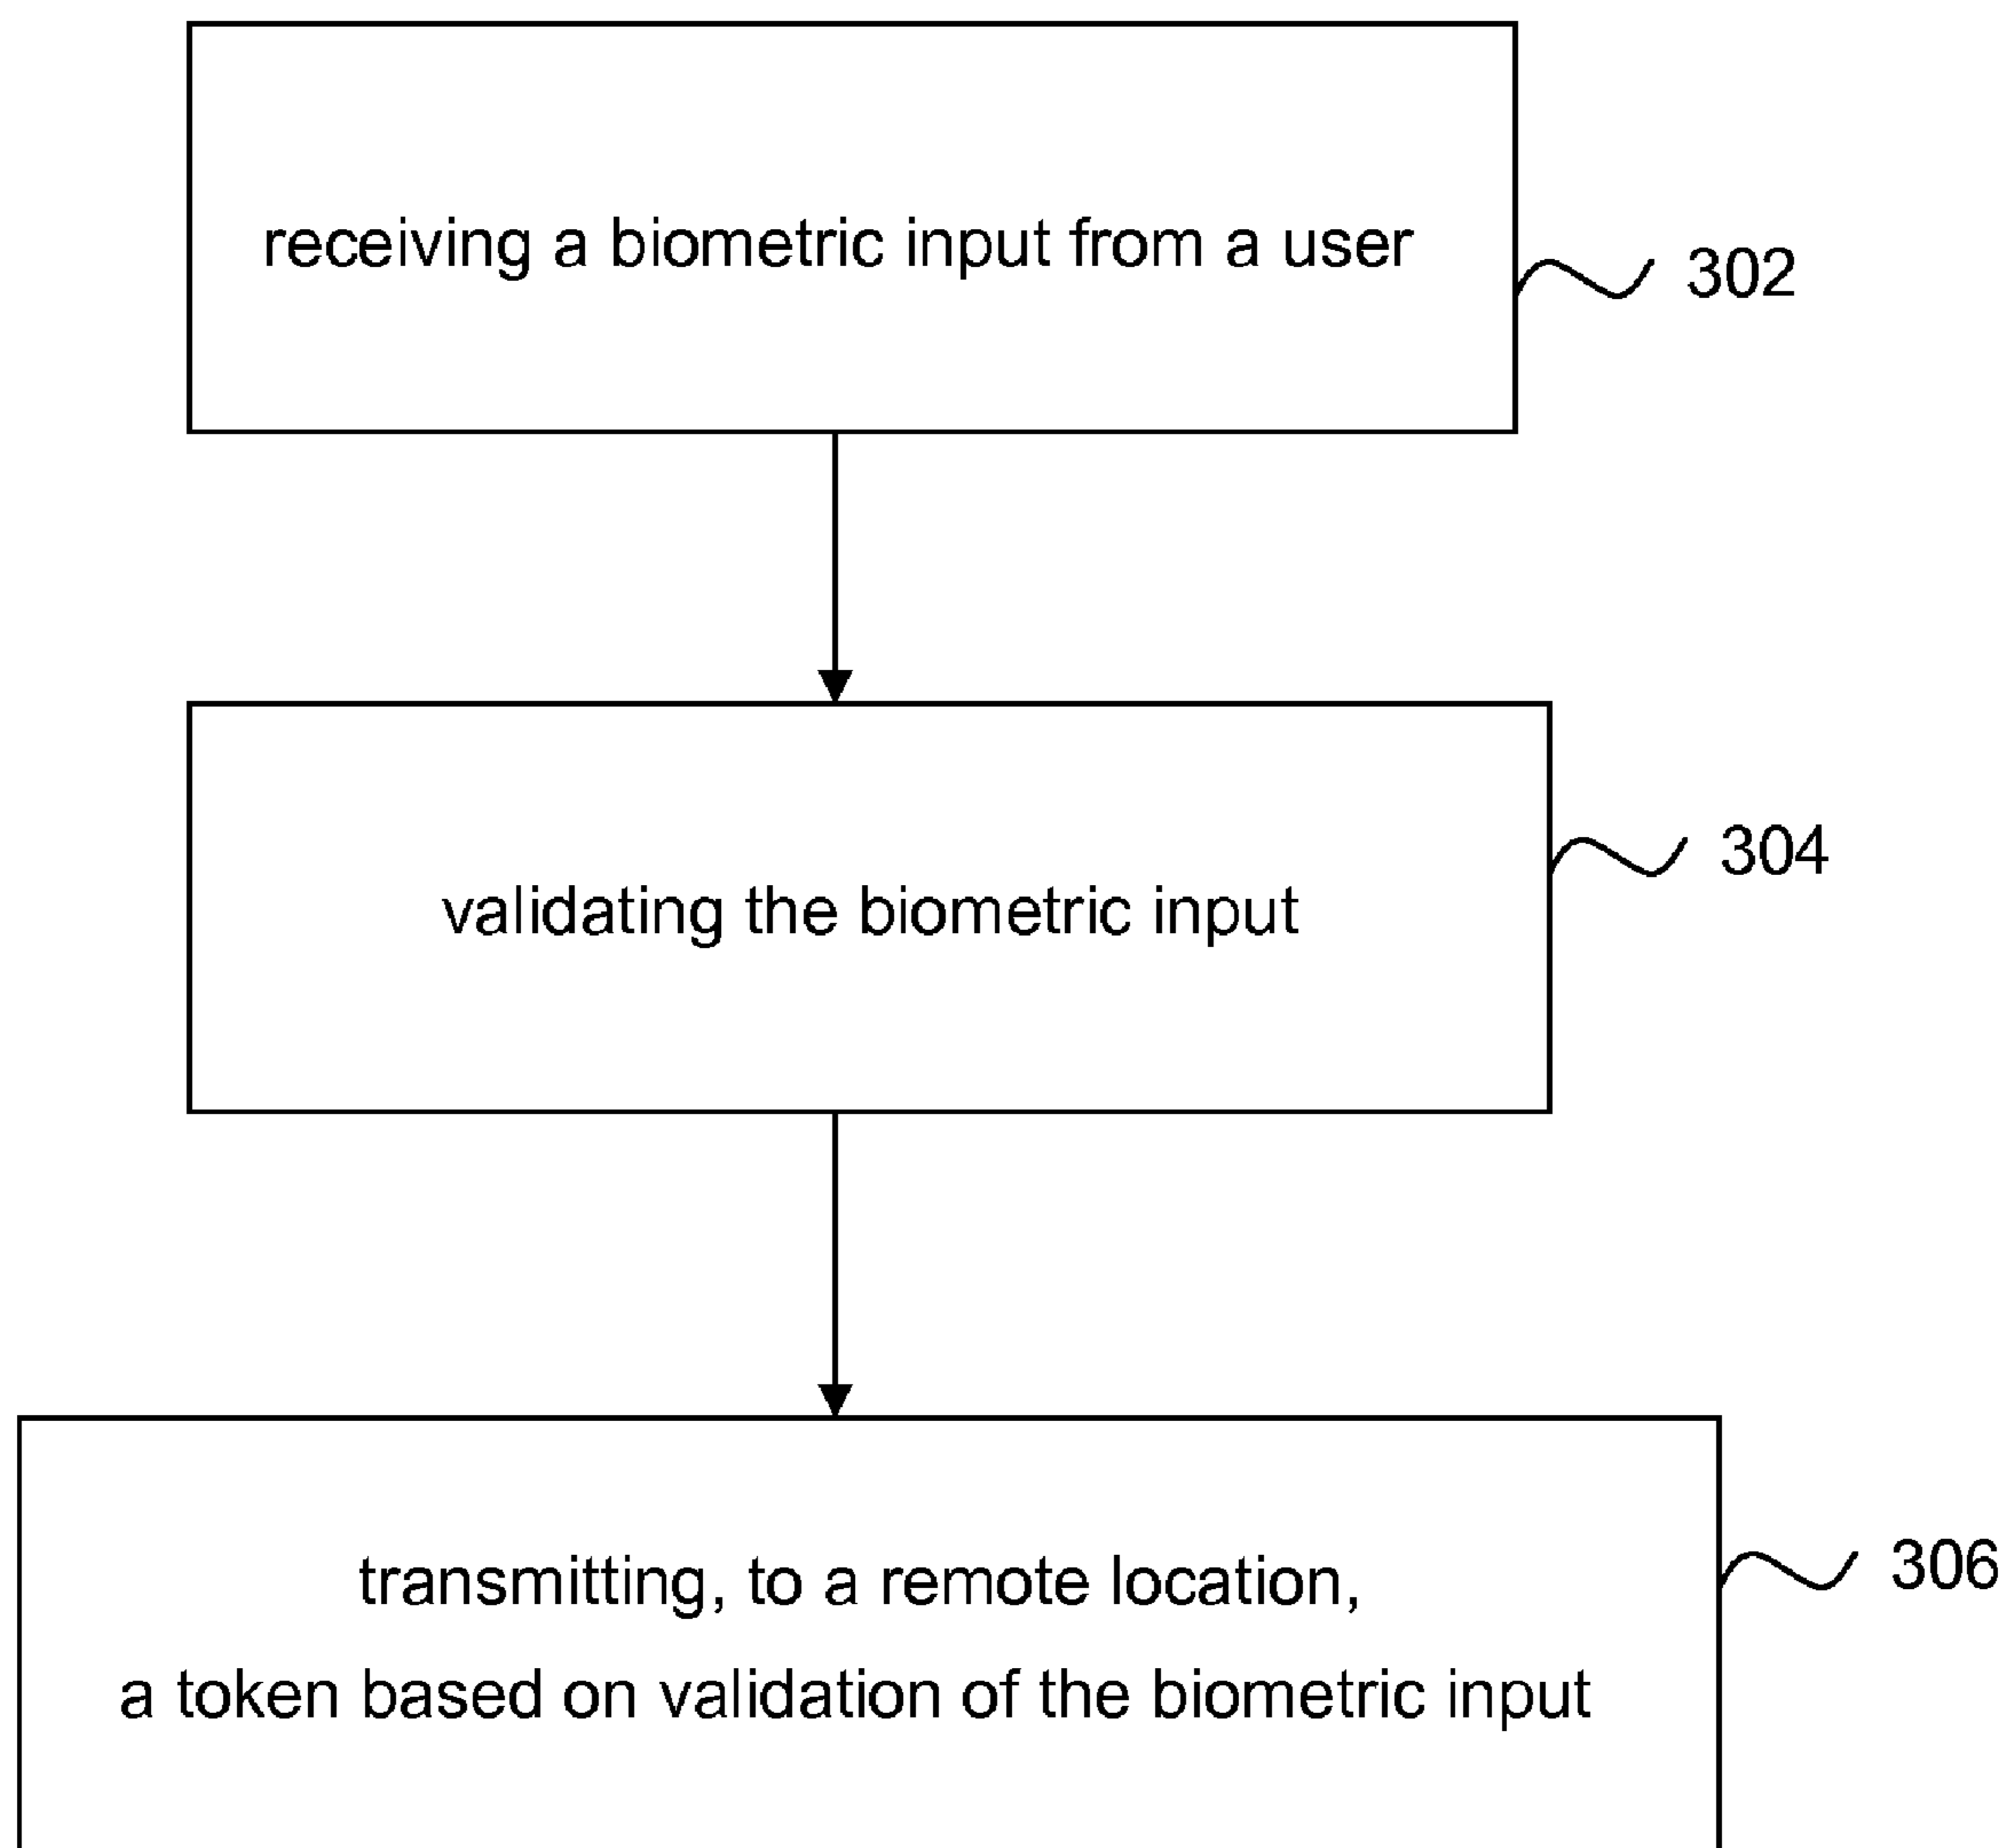 receiving a biometric input from a user
302
validating the biometric input
304
transmitting, to a remote location,
a token based on validation of the biometric input
306